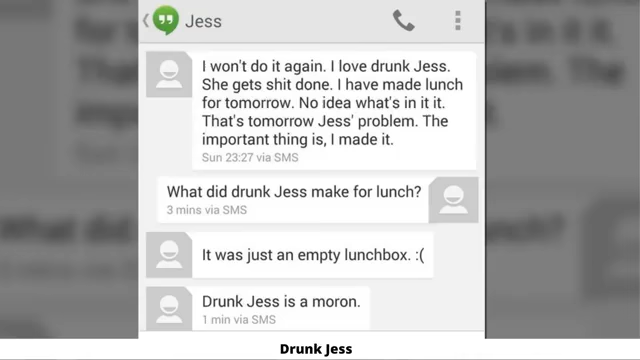 Jess
I won't do it again. I love drunk Jess.
She gets shit done. I have made lunch
for tomorrow. No idea what's in it it.
That's tomorrow Jess' problem. The
important thing is, I made it.
Sun 23:27 via SMS
What did drunk Jess make for lunch?
3 mins via SMS
It was just an empty lunchbox. :(
Drunk Jess is a moron.
1 min via SMS
Drunk Jess